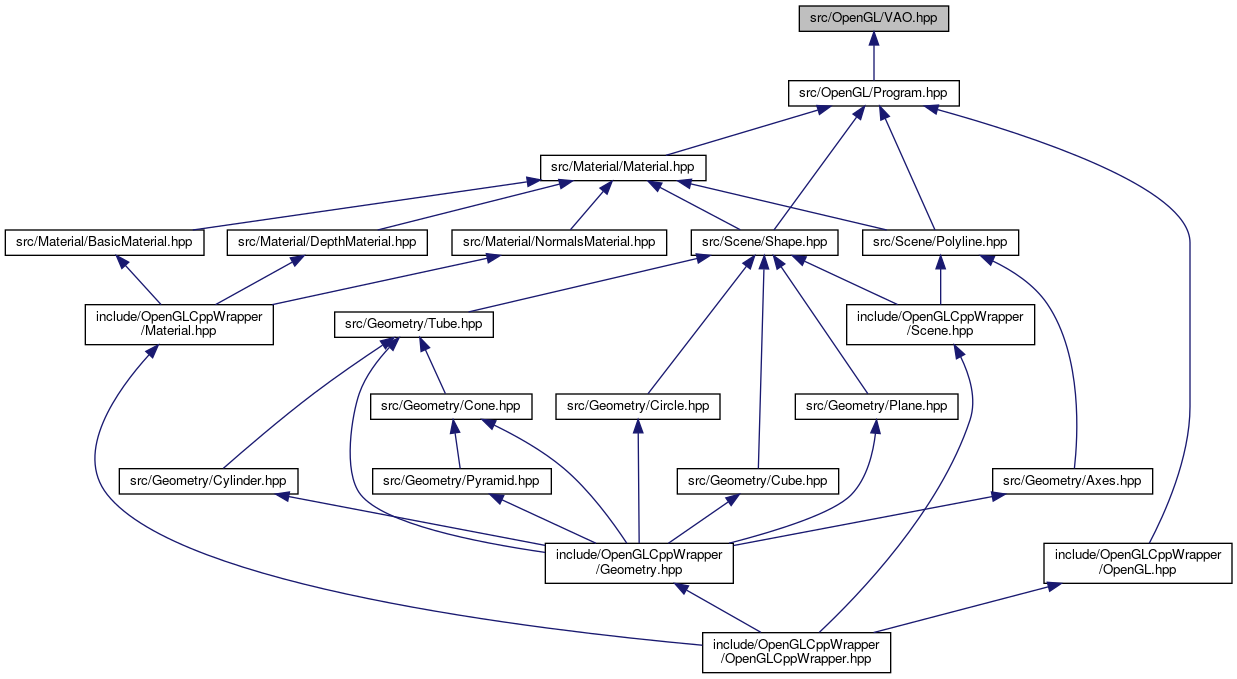 src/OpenGL/VAO.hpp
src/OpenGL/Program.hpp
src/Material/Material.hpp
src/Material/BasicMaterial.hpp
src/Material/DepthMaterial.hpp
src/Material/NormalsMaterial.hpp
src/Scene/Shape.hpp
src/Scene/Polyline.hpp
include/OpenGLCppWrapper
/Material.hpp
src/Geometry/Tube.hpp
include/OpenGLCppWrapper
/Scene.hpp
src/Geometry/Cone.hpp
src/Geometry/Circle.hpp
src/Geometry/Plane.hpp
src/Geometry/Cylinder.hpp
src/Geometry/Pyramid.hpp
src/Geometry/Cube.hpp
src/Geometry/Axes.hpp
include/OpenGLCppWrapper
/Geometry.hpp
include/OpenGLCppWrapper
/OpenGL.hpp
include/OpenGLCppWrapper
/OpenGLCppWrapper.hpp